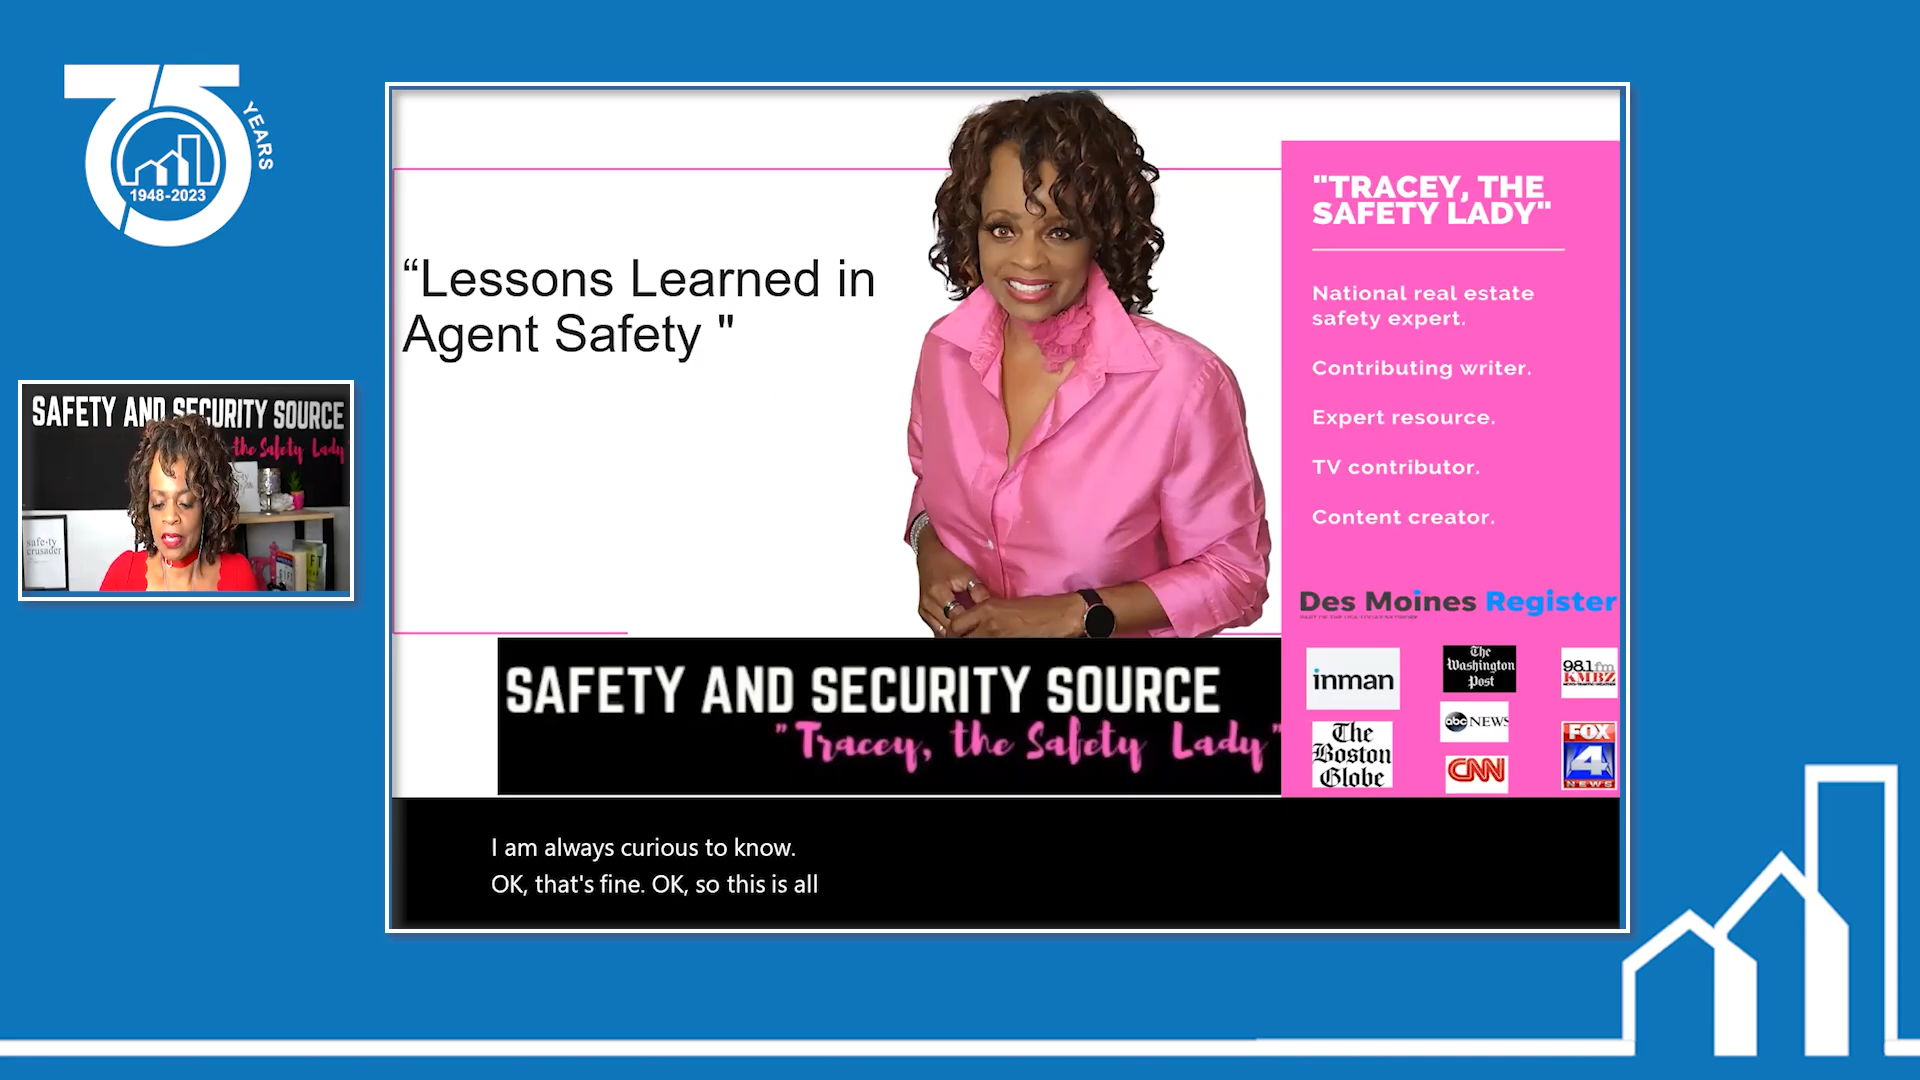 75
YEARS
1948-2023
SAFETY AND SECURITY SOURCE
the Safety Lady
safe·ty
crusader
“Lessons Learned in
Agent Safety "
"TRACEY, THE
SAFETY LADY"
National real estate
safety expert.
Contributing writer.
Expert resource.
TV contributor.
Content creator.
Des Moines Register
inman
The
Washington
Post
98.1fm
KMBZ
abc NEWS
The
Boston
Globe
CNN
FOX
4
NEWS
SAFETY AND SECURITY SOURCE
"Tracey, the Safety Lady"
I am always curious to know.
OK, that's fine. OK, so this is all